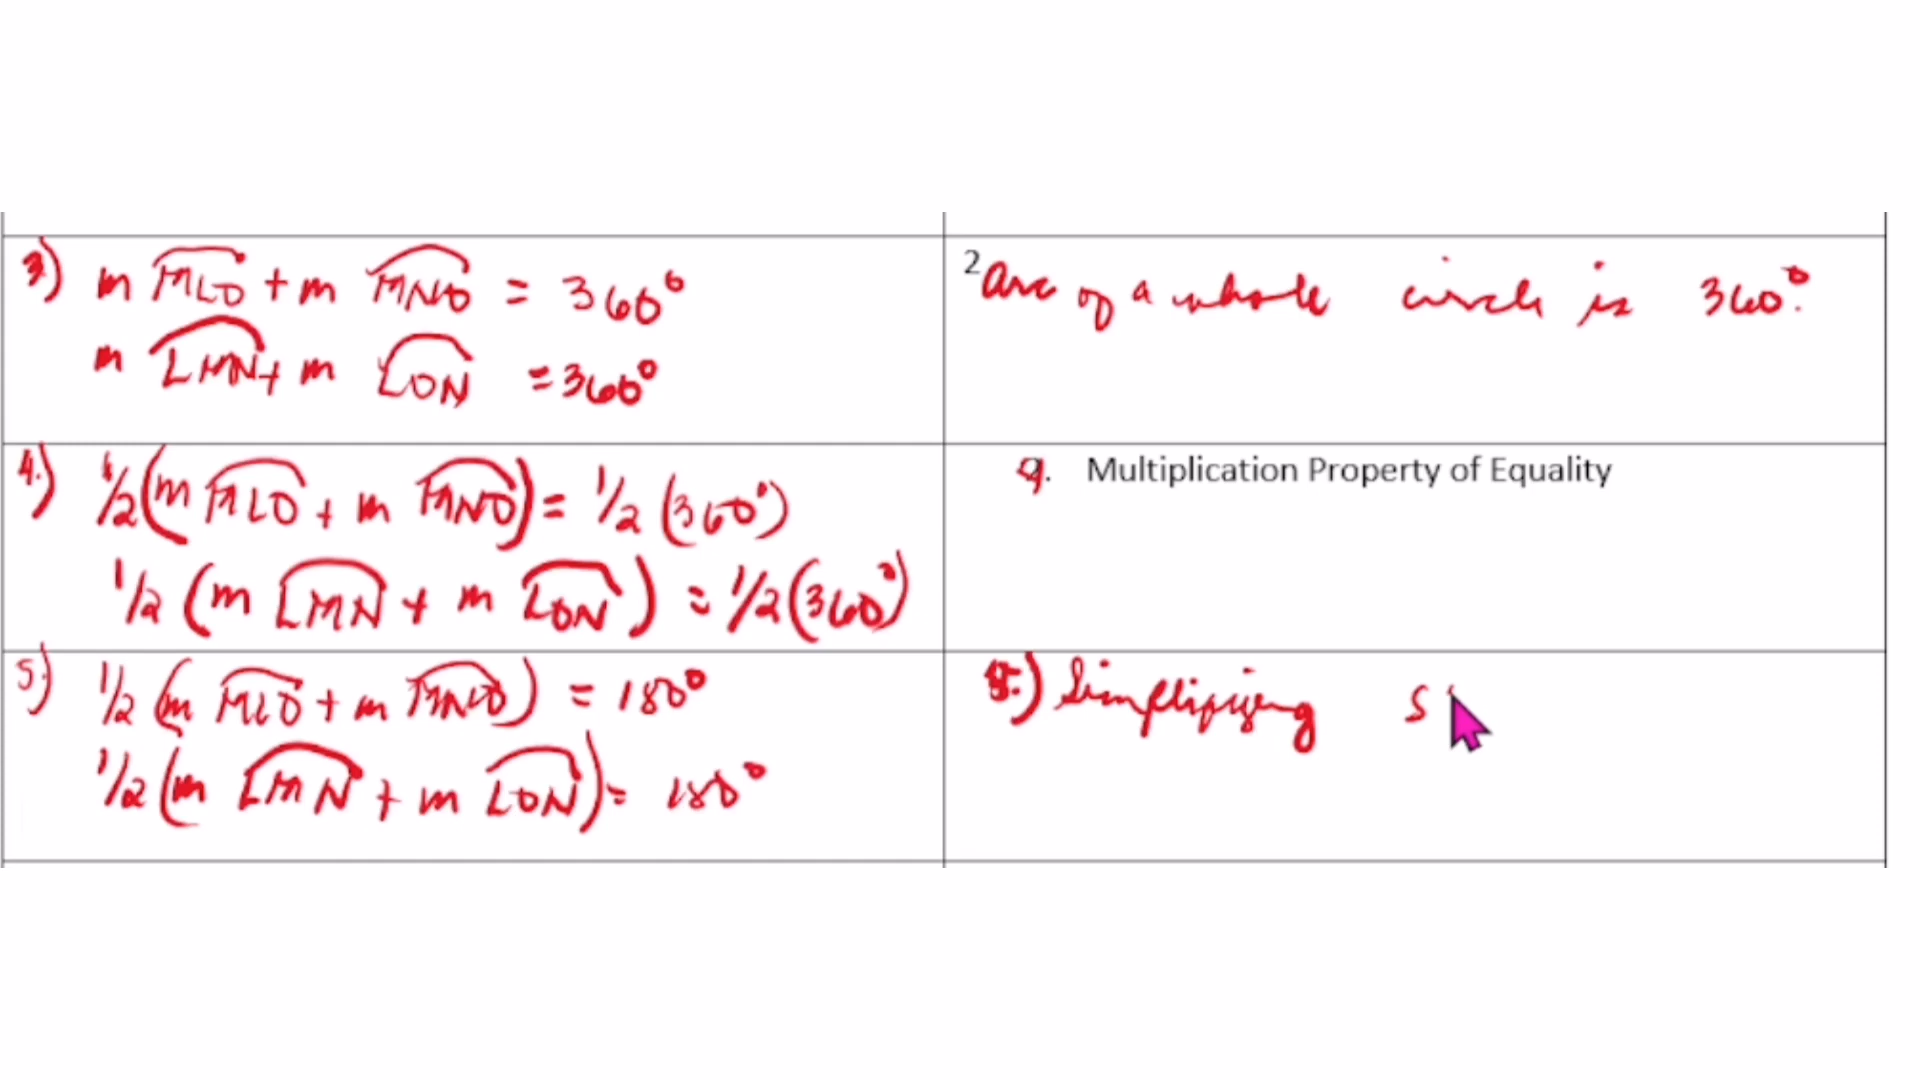 3.) m MLO + m MNO = 360°
m LMN + m LON = 360°
2 Arc of a whole circle is 360°.
4.) 1/2 (m MLO + m MNO) = 1/2 (360°)
1/2 (m LMN + m LON) = 1/2 (360°)
4. Multiplication Property of Equality
5.) 1/2 (m MLO + m MNO) = 180°
1/2 (m LMN + m LON) = 180°
5.) Simplifying